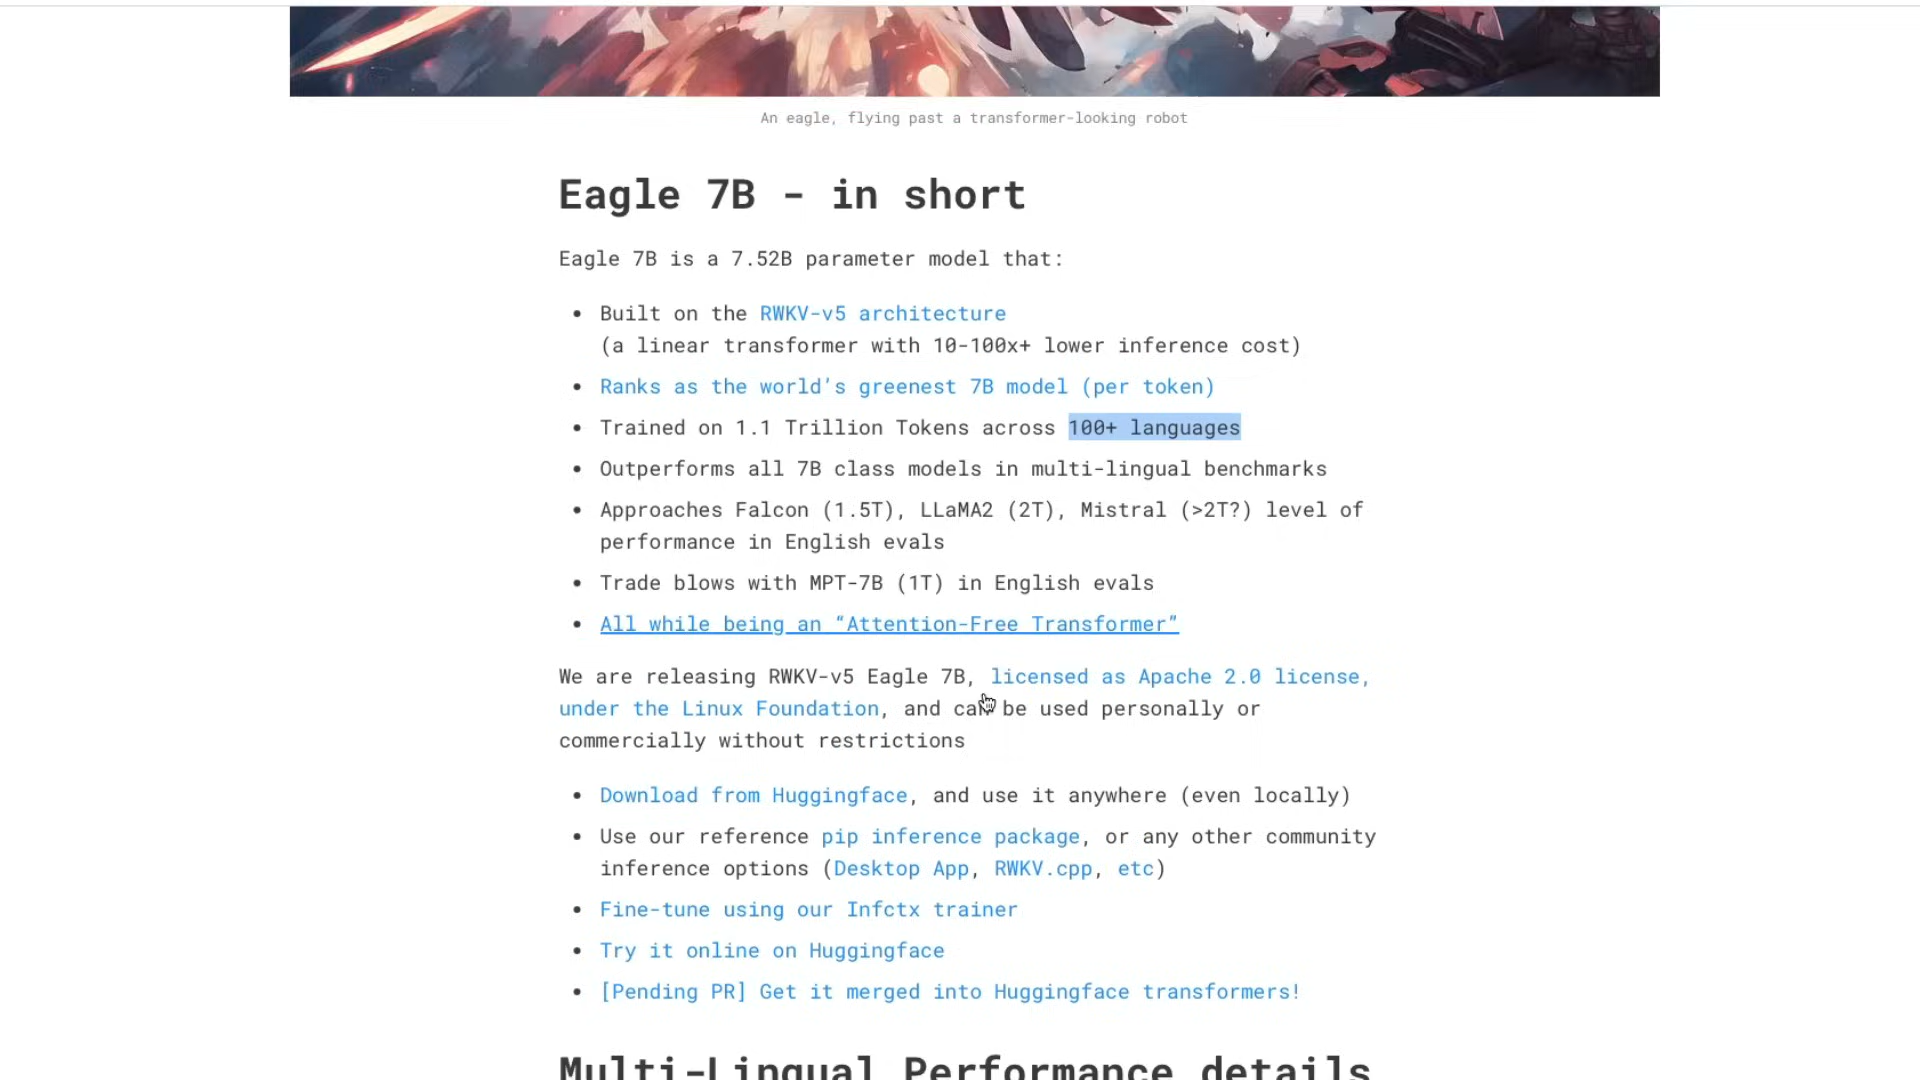 An eagle, flying past a transformer-looking robot
Eagle 7B - in short
Eagle 7B is a 7.52B parameter model that:
• Built on the RWKV-v5 architecture
(a linear transformer with 10-100x+ lower inference cost)
• Ranks as the world's greenest 7B model (per token)
• Trained on 1.1 Trillion Tokens across 100+ languages
• Outperforms all 7B class models in multi-lingual benchmarks
• Approaches Falcon (1.5T), LLaMA2 (2T), Mistral (>2T?) level of
performance in English evals
• Trade blows with MPT-7B (1T) in English evals
• All while being an “Attention-Free Transformer”
We are releasing RWKV-v5 Eagle 7B, licensed as Apache 2.0 license,
under the Linux Foundation, and can be used personally or
commercially without restrictions
• Download from Huggingface, and use it anywhere (even locally)
• Use our reference pip inference package, or any other community
inference options (Desktop App, RWKV.cpp, etc)
• Fine-tune using our Infctx trainer
• Try it online on Huggingface
• [Pending PR] Get it merged into Huggingface transformers!
Multi-Lingual Performance details